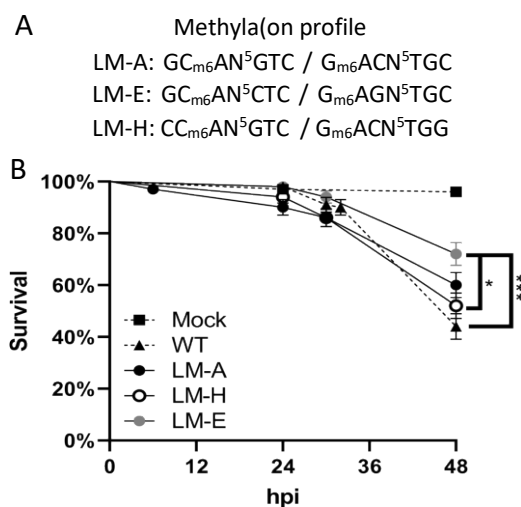 A
Methyla(on profile
LM-A: GCm6AN⁵GTC / Gm6ACN⁵TGC
LM-E: GCm6AN⁵CTC / Gm6AGN⁵TGC
LM-H: CCm6AN⁵GTC / Gm6ACN⁵TGG
B
100%
80%
60%
40%
20%
0%
Survival
Mock
WT
LM-A
LM-H
LM-E
*
***
0 12 24 36 48
hpi